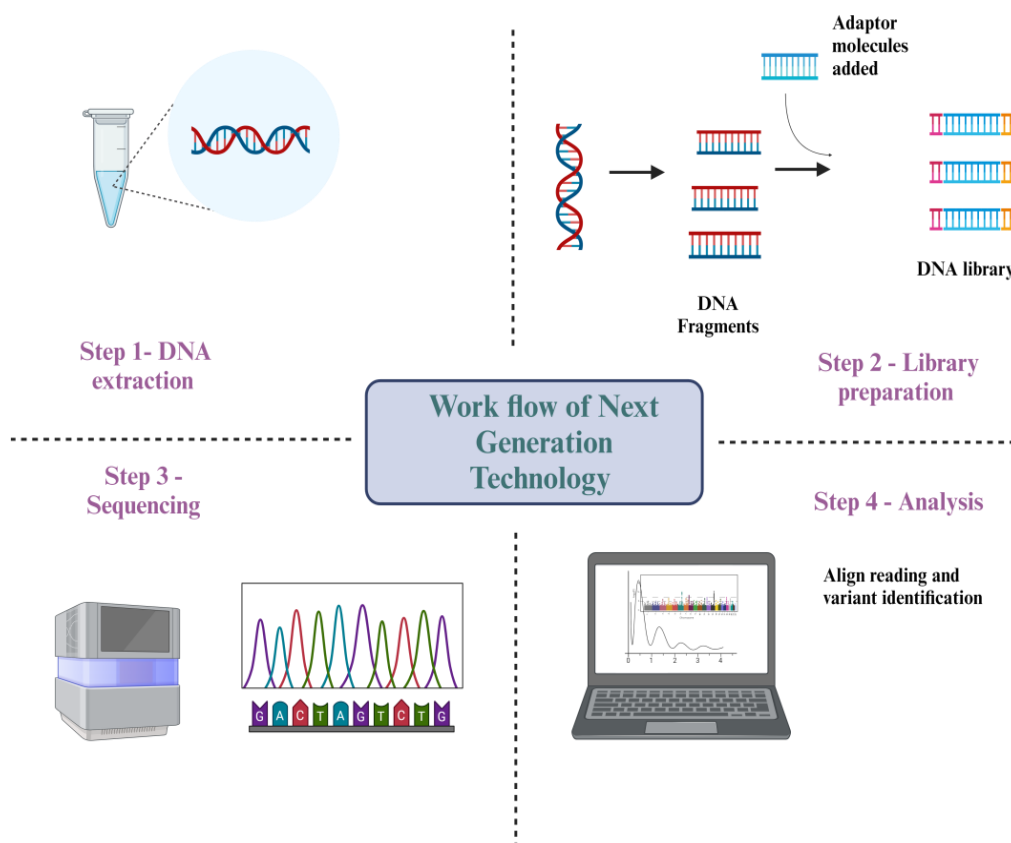 Adaptor
molecules
added
DNA library
DNA
Fragments
Step 1- DNA
extraction
Step 2 - Library
preparation
Work flow of Next
Generation
Technology
Step 3 -
Sequencing
G A C T A G T C T G
Step 4 - Analysis
Align reading and
variant identification
0 1 2 3 4